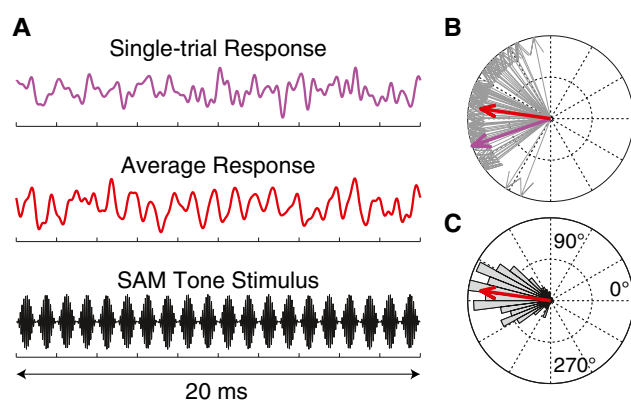 A
Single-trial Response
Average Response
SAM Tone Stimulus
20 ms
B
C
90°
0°
270°